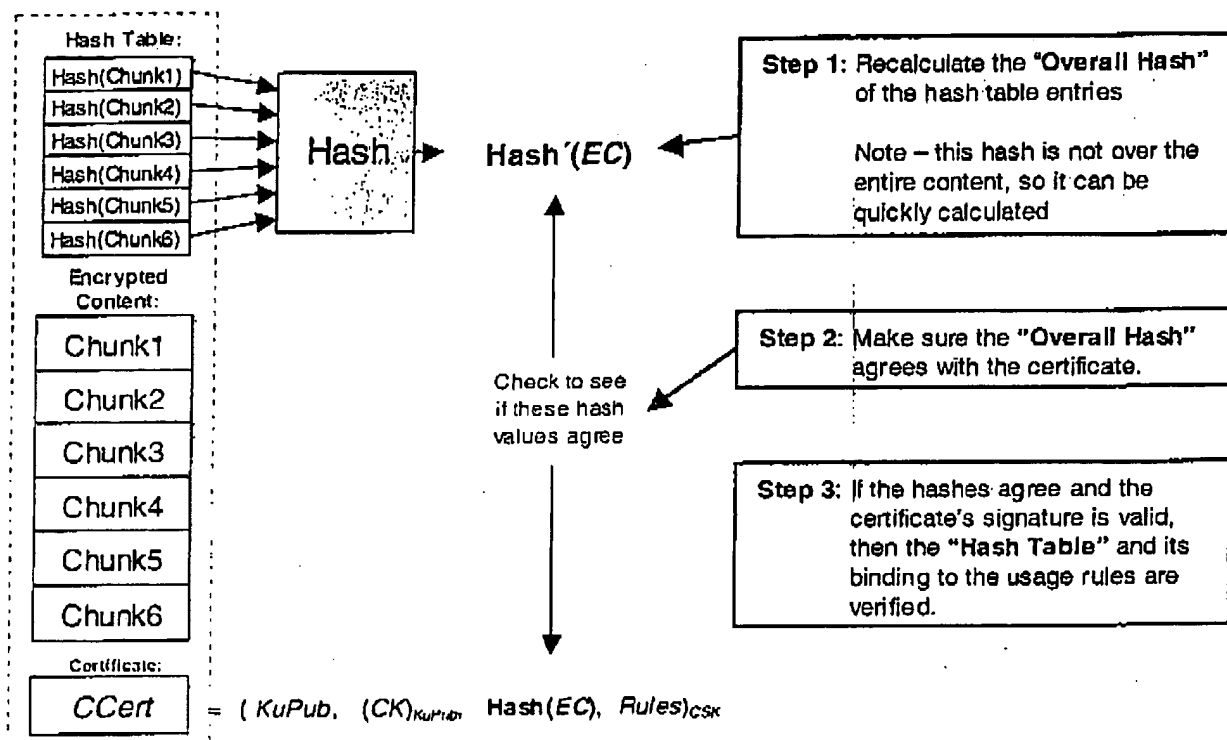 Hash Table:
Hash(Chunk1)
Hash(Chunk2)
Hash(Chunk3)
Hash(Chunk4)
Hash(Chunk5)
Hash(Chunk6)
Hash
Hash´(EC)
Step 1: Recalculate the "Overall Hash"
of the hash table entries
Note – this hash is not over the
entire content, so it can be
quickly calculated
Encrypted
Content:
Chunk1
Chunk2
Chunk3
Chunk4
Chunk5
Chunk6
Check to see
if these hash
values agree
Step 2: Make sure the "Overall Hash"
agrees with the certificate.
Step 3: If the hashes agree and the
certificate's signature is valid,
then the "Hash Table" and its
binding to the usage rules are
verified.
Certificate:
CCert = ( KuPub, (CK)KuPub, Hash(EC), Rules)CSK